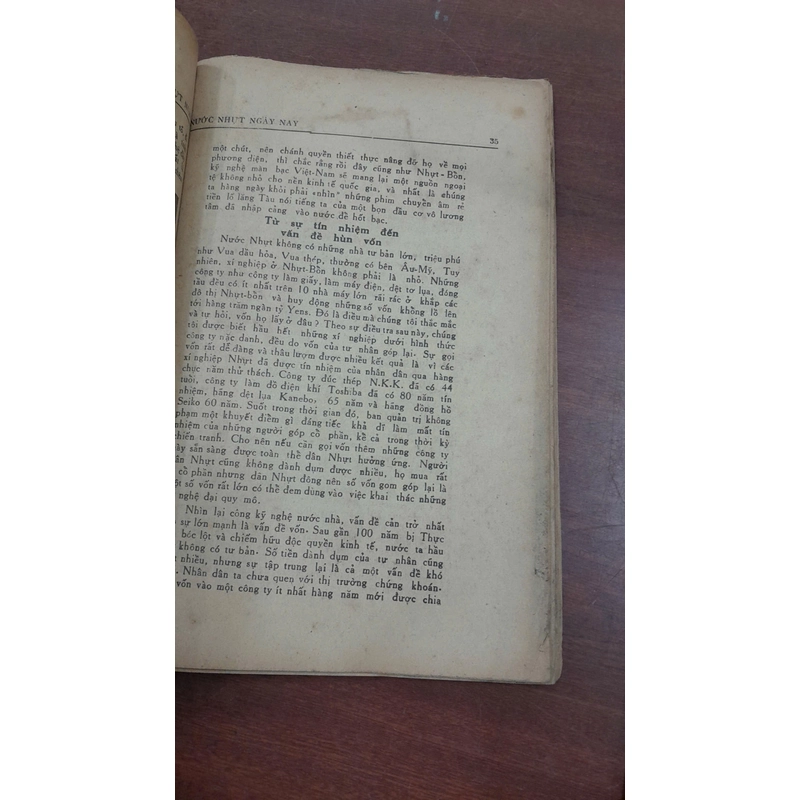 NƯỚC NHỰT NGÀY NAY 35
một chút, nên chánh quyền thiết thực nâng đở họ về mọi
phương diện, thì chắc rằng rồi đây cũng như Nhựt-Bồn,
kỹ nghệ màn bạc Việt-Nam sẽ mang lại một nguồn ngoại
tệ không nhỏ cho nền kinh tế quốc gia, và nhất là chúng
ta hàng ngày khỏi phải «nhìn» những phim chuyền âm rẻ
tiền lố lăng Tàu nói tiếng ta của một bọn đầu cơ vô lương
tâm đã nhập cảng vào nước đề hốt bạc.
Từ sự tín nhiệm đến
vấn đề hùn vốn
Nước Nhựt không có những nhà tư bản lớn, triệu phú
như Vua dầu hỏa, Vua thép, thường có bên Âu-Mỹ, Tuy
nhiên, xí nghiệp ở Nhựt-Bồn không phải là nhỏ. Những
công ty như công ty làm giấy, làm máy điện, dệt tơ lụa, đóng
tầu đều có ít nhất trên 10 nhà máy lớn rãi rác ở khắp các
đô thị Nhựt-bồn và huy động những số vốn khồng lồ lên
tới hàng trăm ngàn tỷ Yens. Đó là điều mà chúng tôi thắc mắc
và tự hỏi, vốn họ lấy ở đâu? Theo sự điều tra sau này, chúng
tôi được biết hầu hết những xí nghiệp dưới hình thức
công ty nặc danh, đều do vốn của tư nhân góp lại. Sự gọi
vốn rất dễ dàng và thâu lượm được nhiều kết quả là vì các
xí nghiệp Nhựt đã được tín nhiệm của nhân dân qua hàng
chục năm thử thách. Công ty đúc thép N.K.K. đã có 44
tuổi, công ty làm đồ điện khí Toshiba đã có 80 năm tín
nhiệm, hãng dệt lụa Kanebo, 65 năm và hãng đồng hồ
Seiko 60 năm. Suốt trong thời gian đó, ban quản trị không
phạm một khuyết điềm gì đáng tiếc khả dĩ làm mất tín
nhiệm của những người góp cồ phần, kề cả trong thời kỳ
chiến tranh. Cho nên nếu cần gọi vốn thêm những công ty
ày sẵn sàng được toàn thề dân Nhựt hưởng ứng. Người
ân Nhựt cũng không dành dụm được nhiều, họ mua rất
cồ phần nhưng dân Nhựt đông nên số vốn gom góp lại là
ột số vốn rất lớn có thề đem dùng vào việc khai thác những
nghệ đại quy mô.
Nhìn lại công kỹ nghệ nước nhà, vấn đề cản trở nhất
sự lớn mạnh là vấn đề vốn. Sau gần 100 năm bị Thực
bóc lột và chiếm hữu độc quyền kinh tế, nước ta hầu
không có tư bản. Số tiền dành dụm của tư nhân cũng
t nhiều, nhưng sự tập trung lại là cả một vấn đề khó
. Nhân dân ta chưa quen với thị trường chứng khoán.
vốn vào một công ty ít nhất hàng năm mới được chia